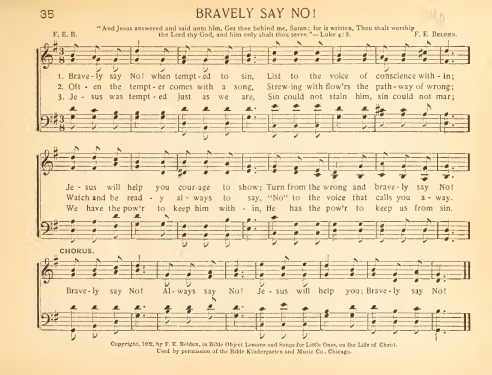 35
BRAVELY SAY NO!
"And Jesus answered and said unto him, Get thee behind me, Satan; for it is written, Thou shalt worship
the Lord thy God, and him only shalt thou serve."—Luke 4:8.
F. E. B.
F. E. BELDEN.
1. Brave-ly say No! when tempt-ed to sin, List to the voice of conscience with-in;
2. Oft-en the tempt-er comes with a song, Strew-ing with flow'rs the path-way of wrong;
3. Je-sus was tempt-ed just as we are, Sin could not stain him, sin could not mar;
Je-sus will help you cour-age to show; Turn from the wrong and brave-ly say No!
Watch and be read-y al-ways to say, "No" to the voice that calls you a-way.
We have the pow'r to keep him with-in, He has the pow'r to keep us from sin.
CHORUS.
Brave-ly say No! Al-ways say No! Je-sus will help you; Brave-ly say No!
Copyright, 1892, by F. E. Belden, in Bible Object Lessons and Songs for Little Ones, on the Life of Christ.
Used by permission of the Bible Kindergarten and Music Co., Chicago.